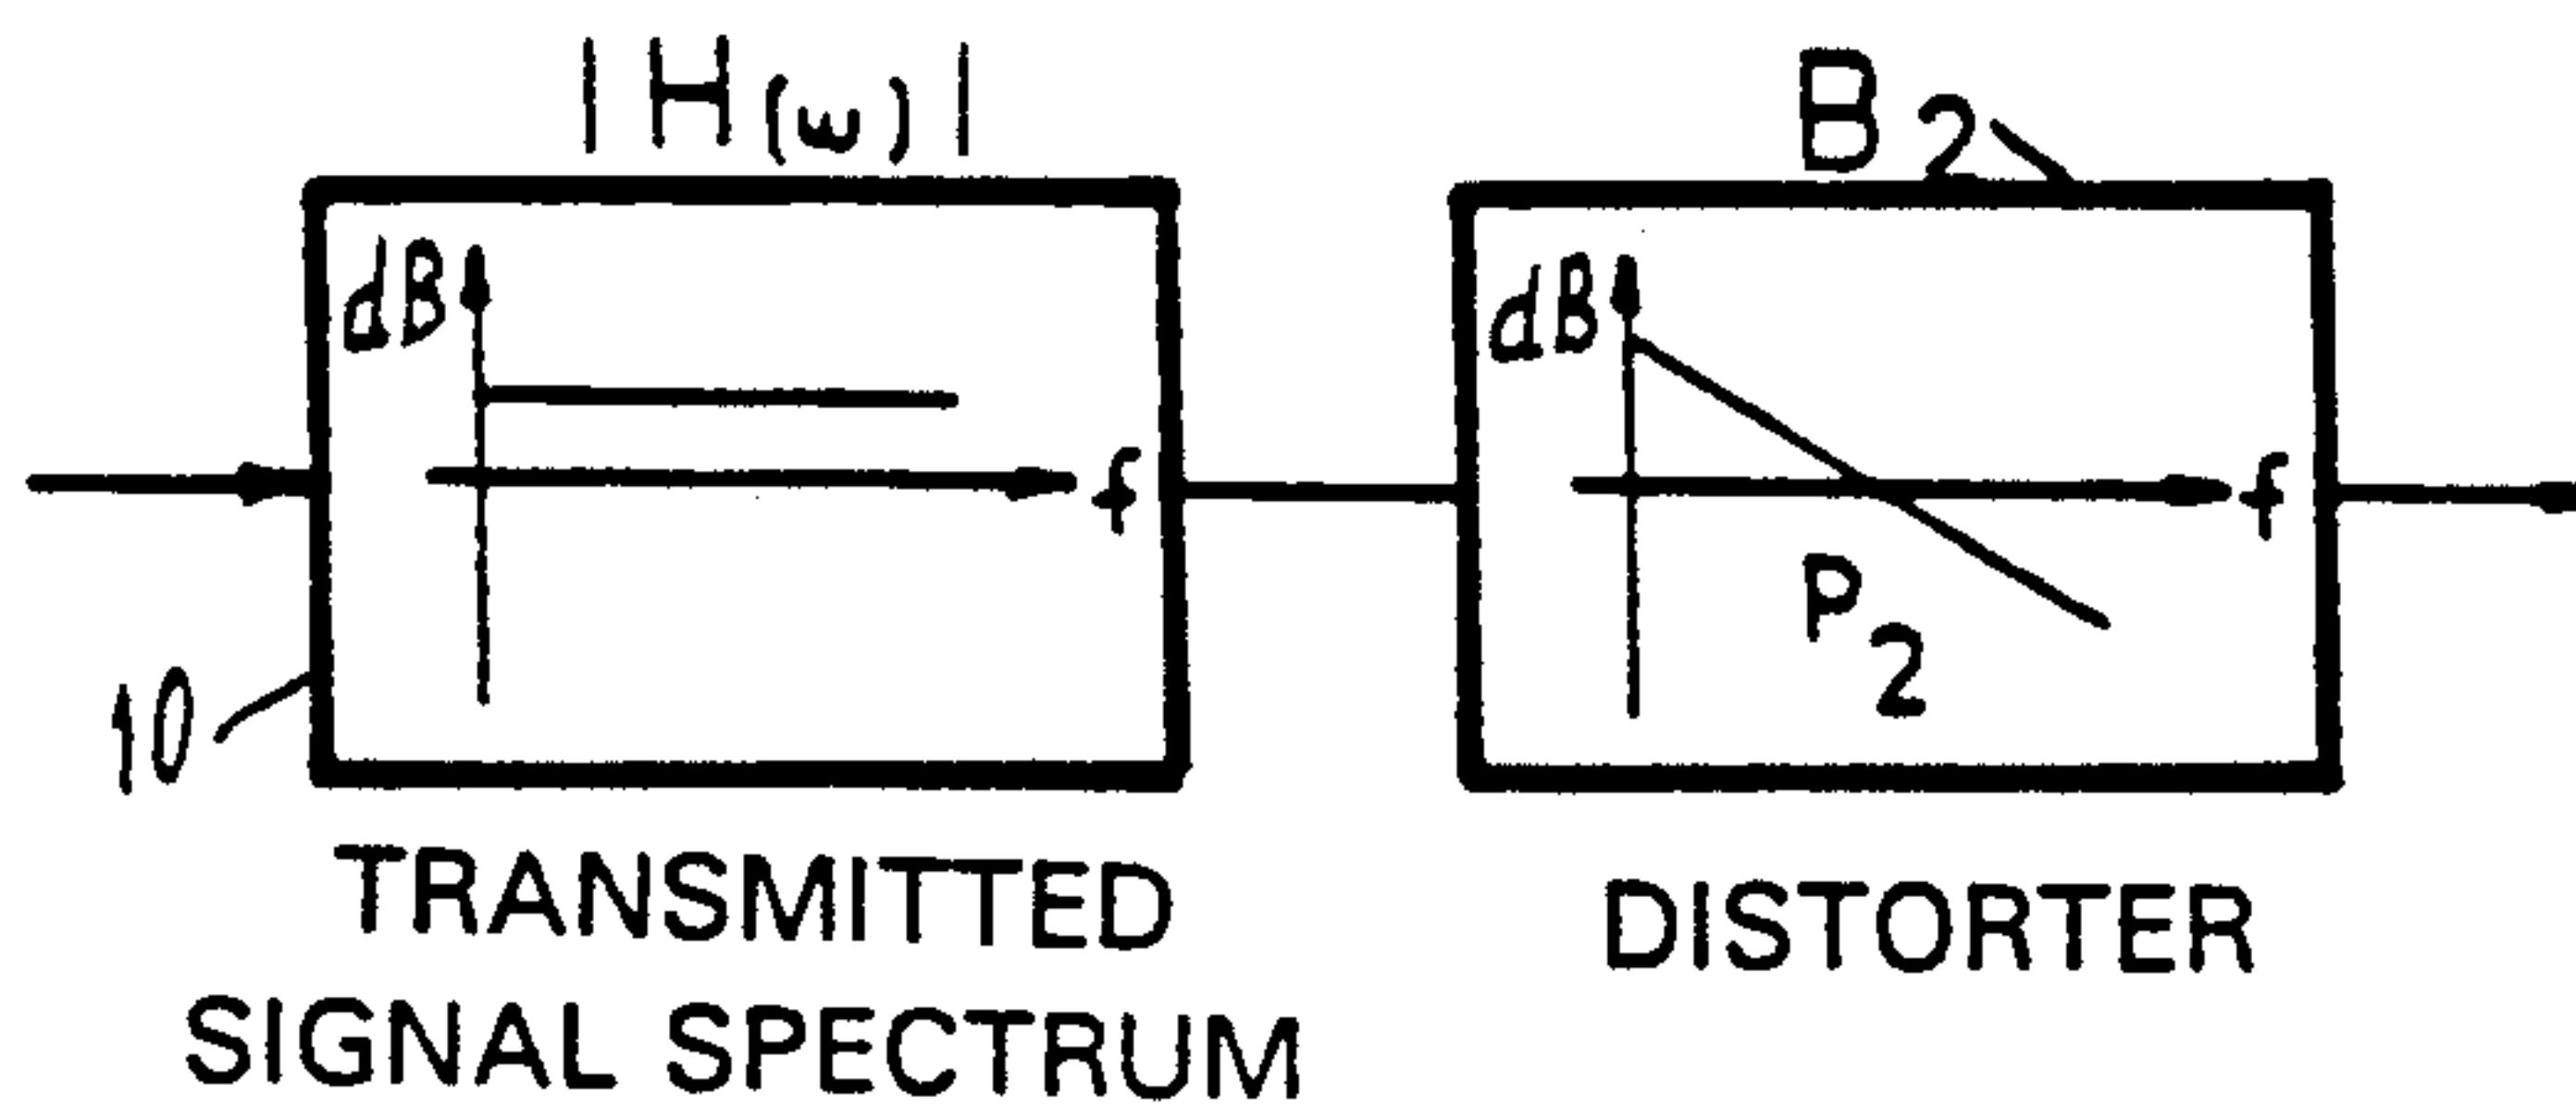 |H(ω)|
B2
dB
f
dB
f
P2
10
TRANSMITTED
SIGNAL SPECTRUM
DISTORTER